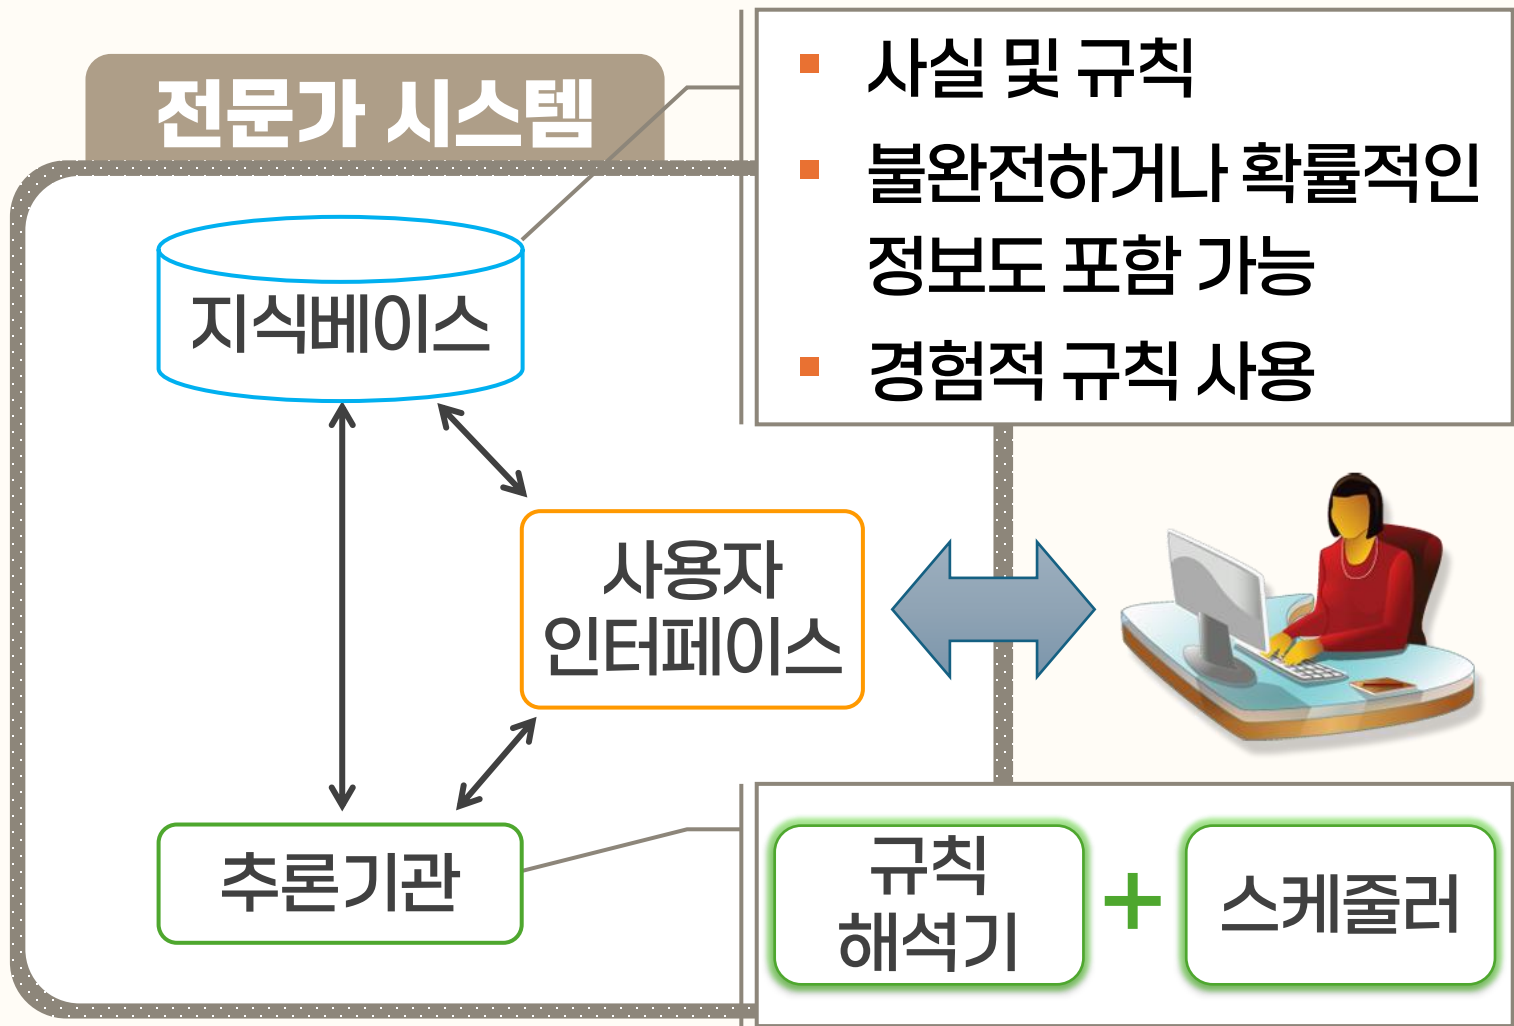 전문가 시스템
▪ 사실 및 규칙
▪ 불완전하거나 확률적인
정보도 포함 가능
▪ 경험적 규칙 사용
지식베이스
사용자
인터페이스
추론기관
규칙
해석기
+
스케줄러